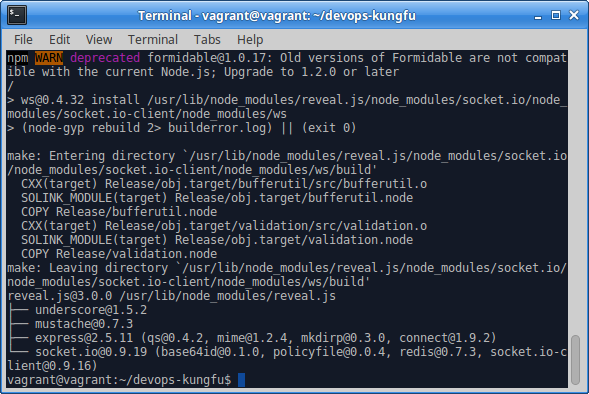 Terminal - vagrant@vagrant: ~/devops-kungfu
File Edit View Terminal Tabs Help
npm WARN deprecated formidable@1.0.17: Old versions of Formidable are not compat
ible with the current Node.js; Upgrade to 1.2.0 or later
/
> ws@0.4.32 install /usr/lib/node_modules/reveal.js/node_modules/socket.io/node_
modules/socket.io-client/node_modules/ws
> (node-gyp rebuild 2> builderror.log) || (exit 0)
make: Entering directory `/usr/lib/node_modules/reveal.js/node_modules/socket.io
/node_modules/socket.io-client/node_modules/ws/build'
CXX(target) Release/obj.target/bufferutil/src/bufferutil.o
SOLINK_MODULE(target) Release/obj.target/bufferutil.node
COPY Release/bufferutil.node
CXX(target) Release/obj.target/validation/src/validation.o
SOLINK_MODULE(target) Release/obj.target/validation.node
COPY Release/validation.node
make: Leaving directory `/usr/lib/node_modules/reveal.js/node_modules/socket.io/
node_modules/socket.io-client/node_modules/ws/build'
reveal.js@3.0.0 /usr/lib/node_modules/reveal.js
├── underscore@1.5.2
├── mustache@0.7.3
├── express@2.5.11 (qs@0.4.2, mime@1.2.4, mkdirp@0.3.0, connect@1.9.2)
└── socket.io@0.9.19 (base64id@0.1.0, policyfile@0.0.4, redis@0.7.3, socket.io-c
lient@0.9.16)
vagrant@vagrant:~/devops-kungfu$